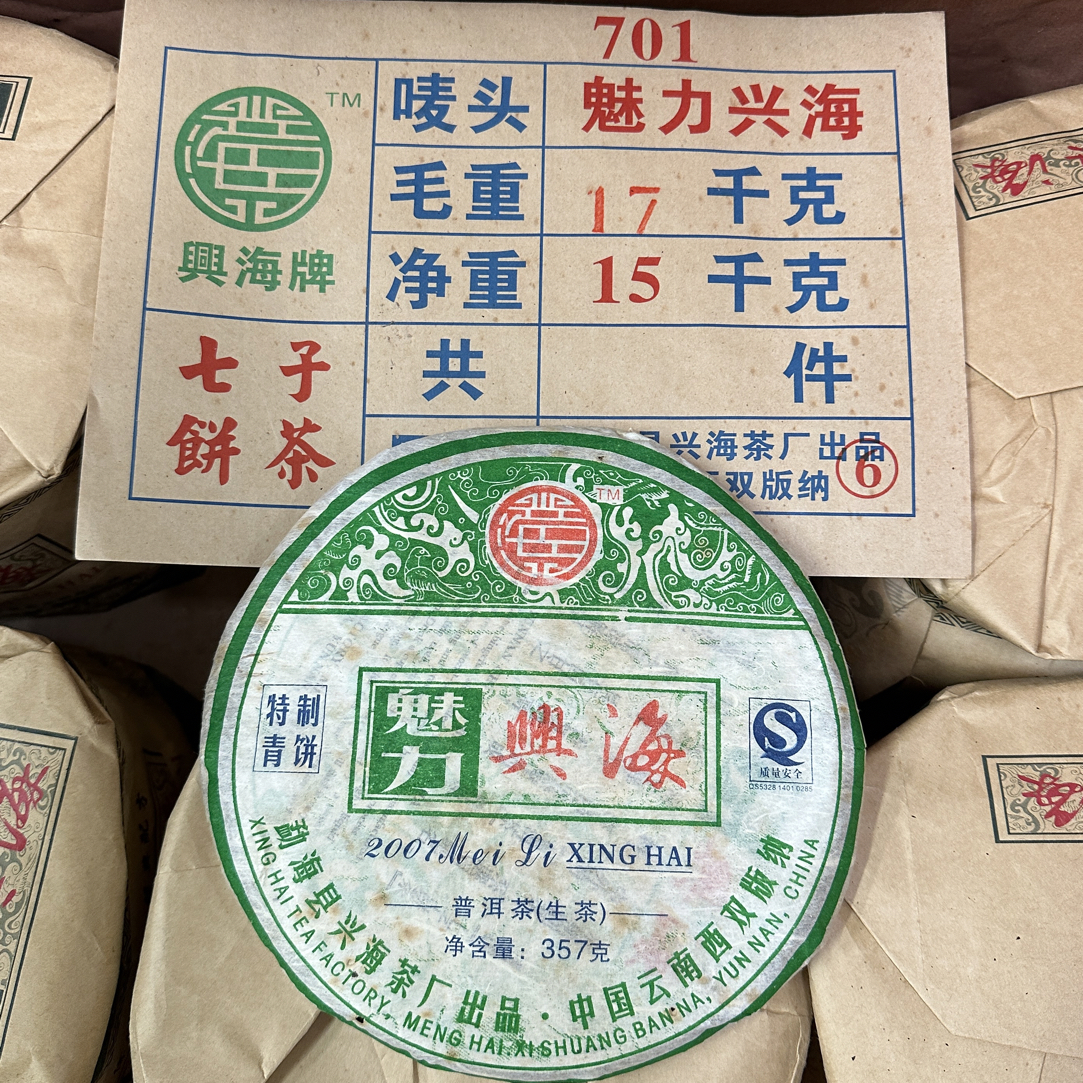 701
TM
興海牌
七子
餅茶
唛头 魅力兴海
毛重 17 千克
净重 15 千克
共 件
县兴海茶厂出品
双版纳
6
TM
特制
青饼
魅力
興海
质量安全
QS5328 1401 0285
2007 Mei Li XING HAI
普洱茶(生茶)
净含量：357克
勐海县兴海茶厂出品·中国云南西双版纳
XING HAI TEA FACTORY, MENG HAI.XI SHUANG BAN NA, YUN NAN, CHINA